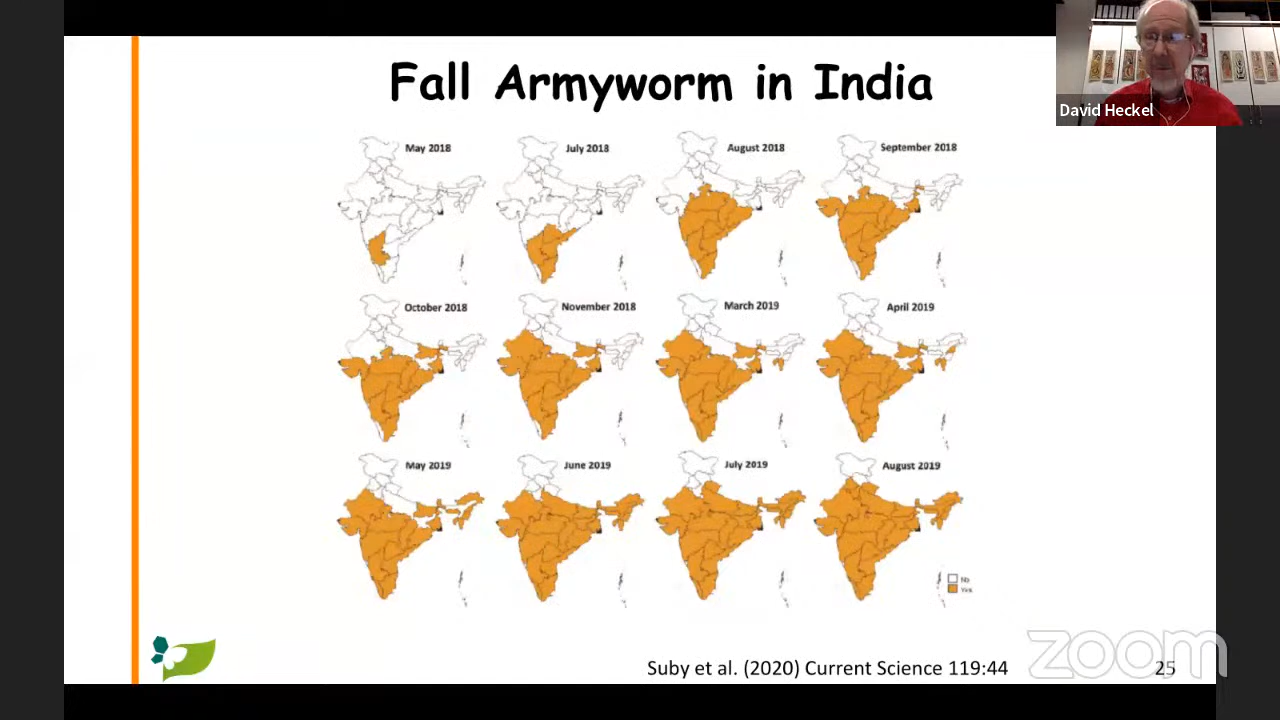 Fall Armyworm in India
David Heckel
May 2018
July 2018
August 2018
September 2018
October 2018
November 2018
March 2019
April 2019
May 2019
June 2019
July 2019
August 2019
No
Yes
Suby et al. (2020) Current Science 119:44
zoom
25